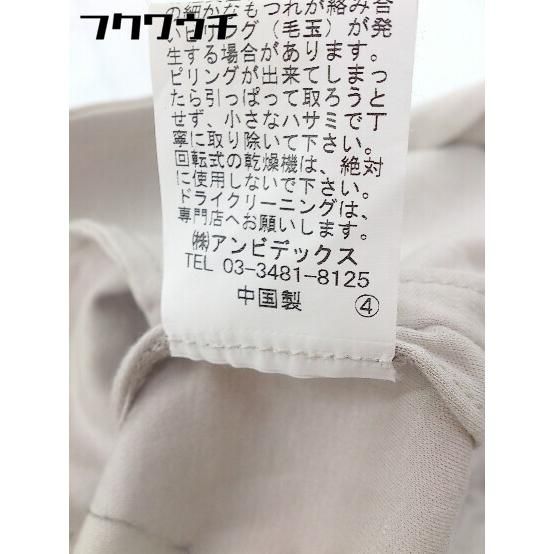 フクウウチ
の細かなもつれが絡み合
い
グ（毛玉）が発
生する場合があります。
ピリングが出来てしまっ
たら引っぱって取ろうと
せず、小さなハサミで丁
寧に取り除いて下さい。
回転式の乾燥機は、絶対
に使用しないで下さい。
ドライクリーニングは、
専門店へお願いします。
㈱アンビデックス
TEL 03-3481-8125
中国製 ④